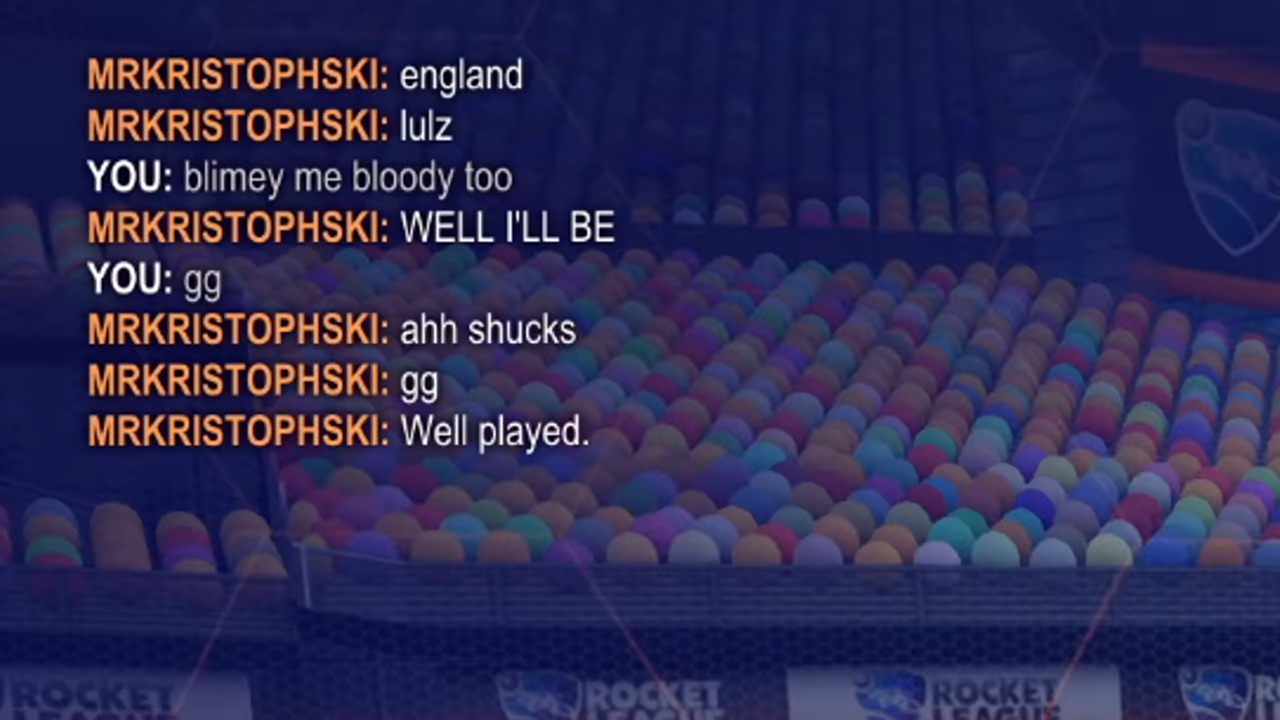 MRKRISTOPHSKI: england
MRKRISTOPHSKI: lulz
YOU: blimey me bloody too
MRKRISTOPHSKI: WELL I'LL BE
YOU: gg
MRKRISTOPHSKI: ahh shucks
MRKRISTOPHSKI: gg
MRKRISTOPHSKI: Well played.
ROCKET ROCKET ROCKET
LEAGUE LEAGUE LEAGUE